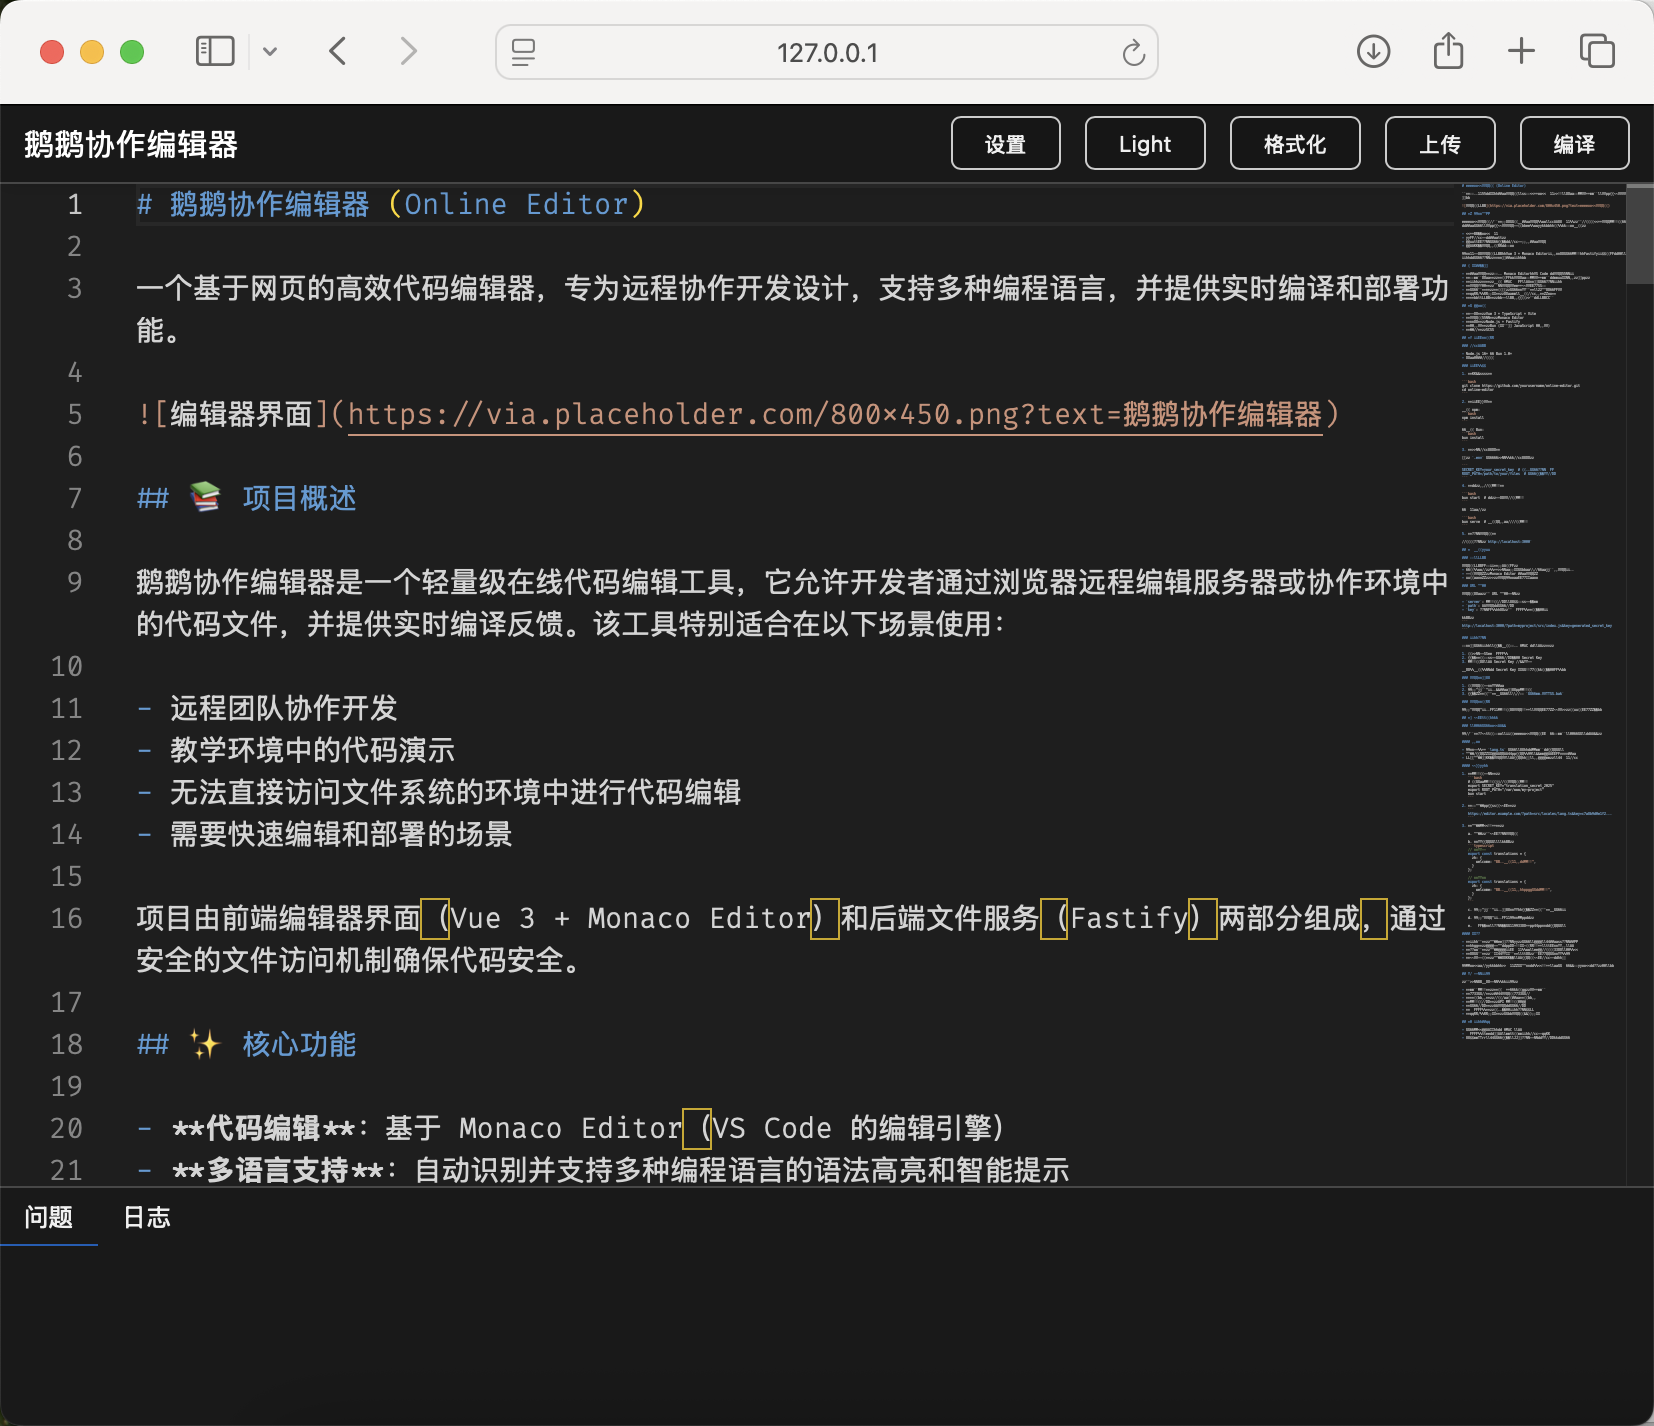 127.0.0.1
鹅鹅协作编辑器
设置 Light 格式化 上传 编译
1 # 鹅鹅协作编辑器 (Online Editor)
2
3 一个基于网页的高效代码编辑器，专为远程协作开发设计，支持多种编程语言，并提供实时编译和部署功
能。
4
5 ![编辑器界面](https://via.placeholder.com/800x450.png?text=鹅鹅协作编辑器)
6
7 ## 📚 项目概述
8
9 鹅鹅协作编辑器是一个轻量级在线代码编辑工具，它允许开发者通过浏览器远程编辑服务器或协作环境中
的代码文件，并提供实时编译反馈。该工具特别适合在以下场景使用：
10
11 - 远程团队协作开发
12 - 教学环境中的代码演示
13 - 无法直接访问文件系统的环境中进行代码编辑
14 - 需要快速编辑和部署的场景
15
16 项目由前端编辑器界面（Vue 3 + Monaco Editor）和后端文件服务（Fastify）两部分组成，通过
安全的文件访问机制确保代码安全。
17
18 ## ✨ 核心功能
19
20 - **代码编辑**：基于 Monaco Editor（VS Code 的编辑引擎）
21 - **多语言支持**：自动识别并支持多种编程语言的语法高亮和智能提示
问题 日志